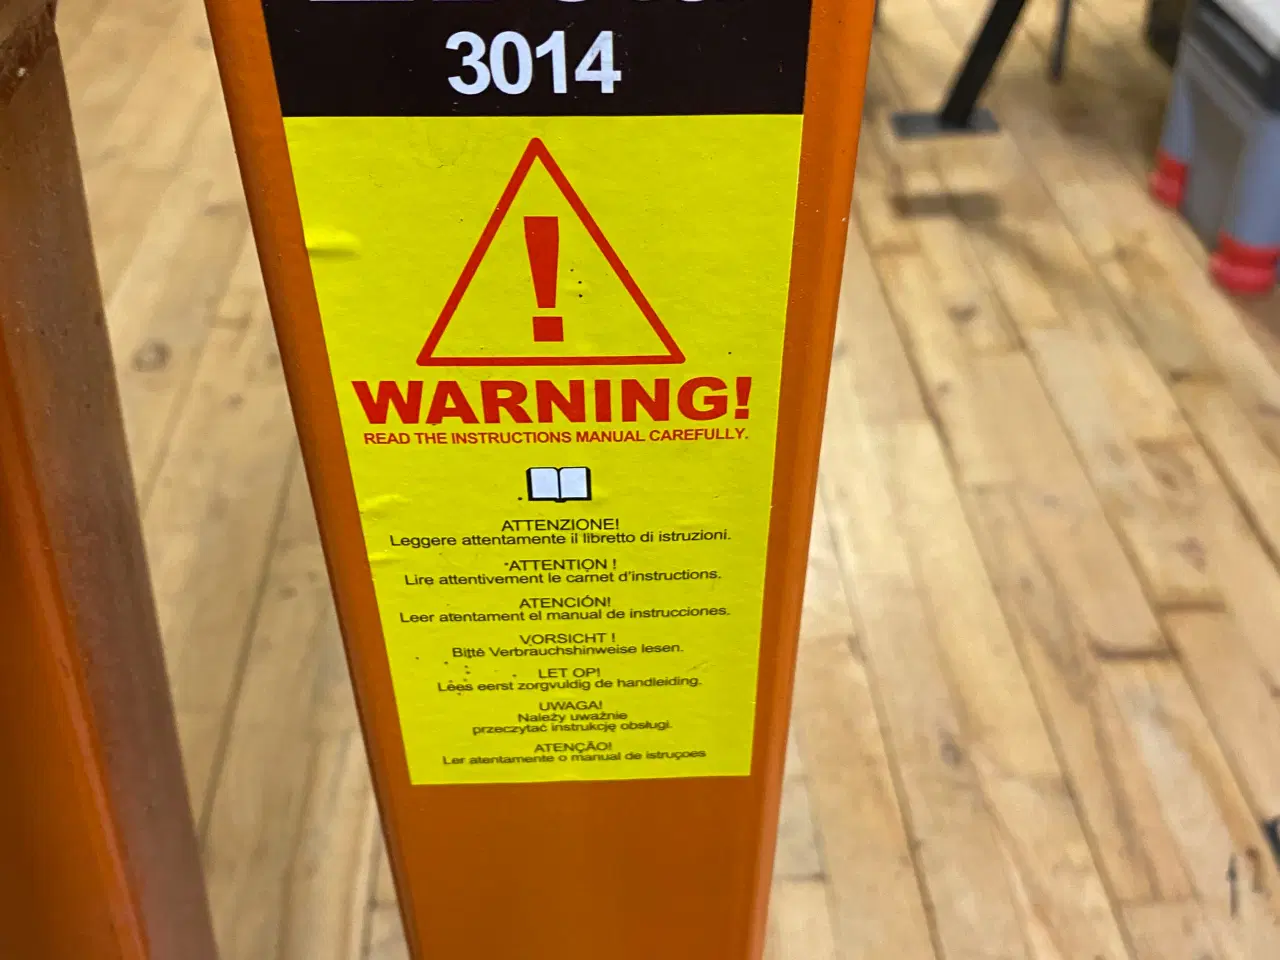 3014
WARNING!
READ THE INSTRUCTIONS MANUAL CAREFULLY.
ATTENZIONE!
Leggere attentamente il libretto di istruzioni.
ATTENTION !
Lire attentivement le carnet d'instructions.
ATENCIÓN!
Leer atentament el manual de instrucciones.
VORSICHT !
Bitte Verbrauchshinweise lesen.
LET OP!
Lees eerst zorgvuldig de handleiding.
UWAGA!
Należy uważnie
przeczytać instrukcję obsługi.
ATENÇÃO!
Ler atentamente o manual de istruçoes